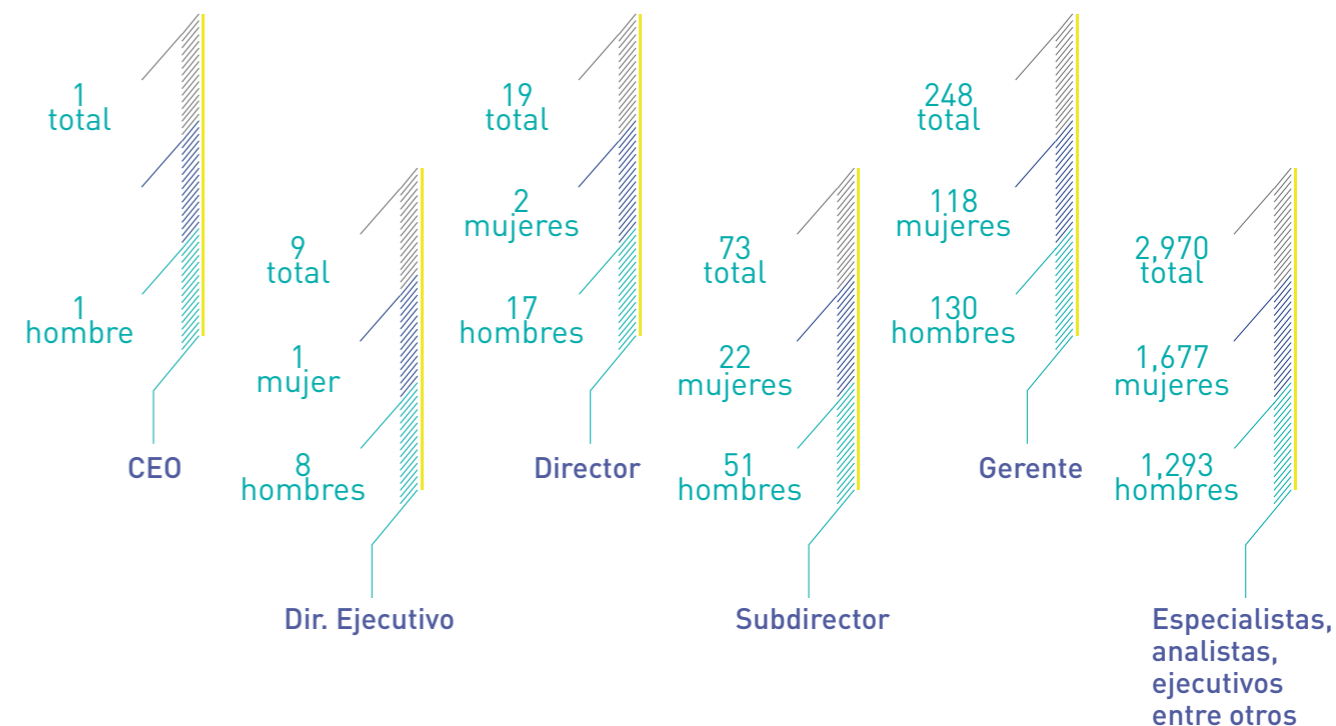 1
total
1
hombre
CEO
9
total
1
mujer
8
hombres
Dir. Ejecutivo
19
total
2
mujeres
17
hombres
Director
73
total
22
mujeres
51
hombres
Subdirector
248
total
118
mujeres
130
hombres
Gerente
2,970
total
1,677
mujeres
1,293
hombres
Especialistas,
analistas,
ejecutivos
entre otros